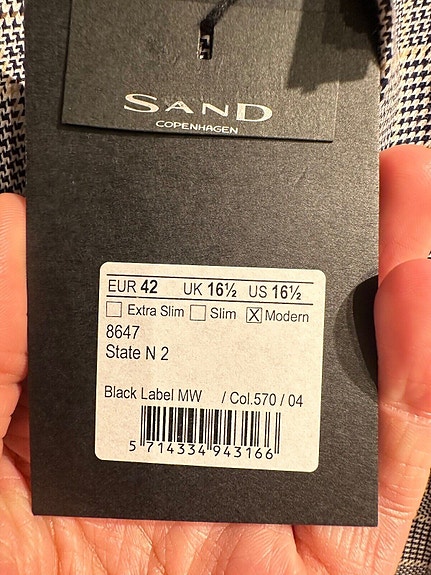 SAND
COPENHAGEN
EUR 42 UK 16½ US 16½
Extra Slim Slim X Modern
8647
State N 2
Black Label MW / Col.570 / 04
5 714334 943166